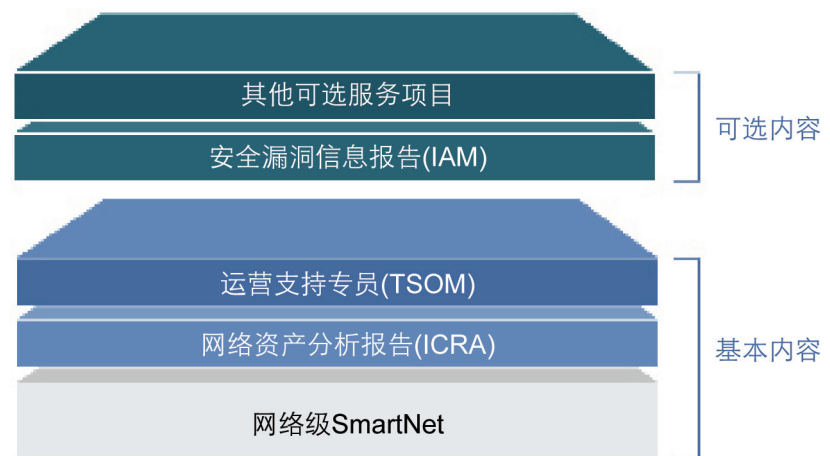 其他可选服务项目
可选内容
安全漏洞信息报告(IAM)
运营支持专员(TSOM)
网络资产分析报告(ICRA)
基本内容
网络级SmartNet